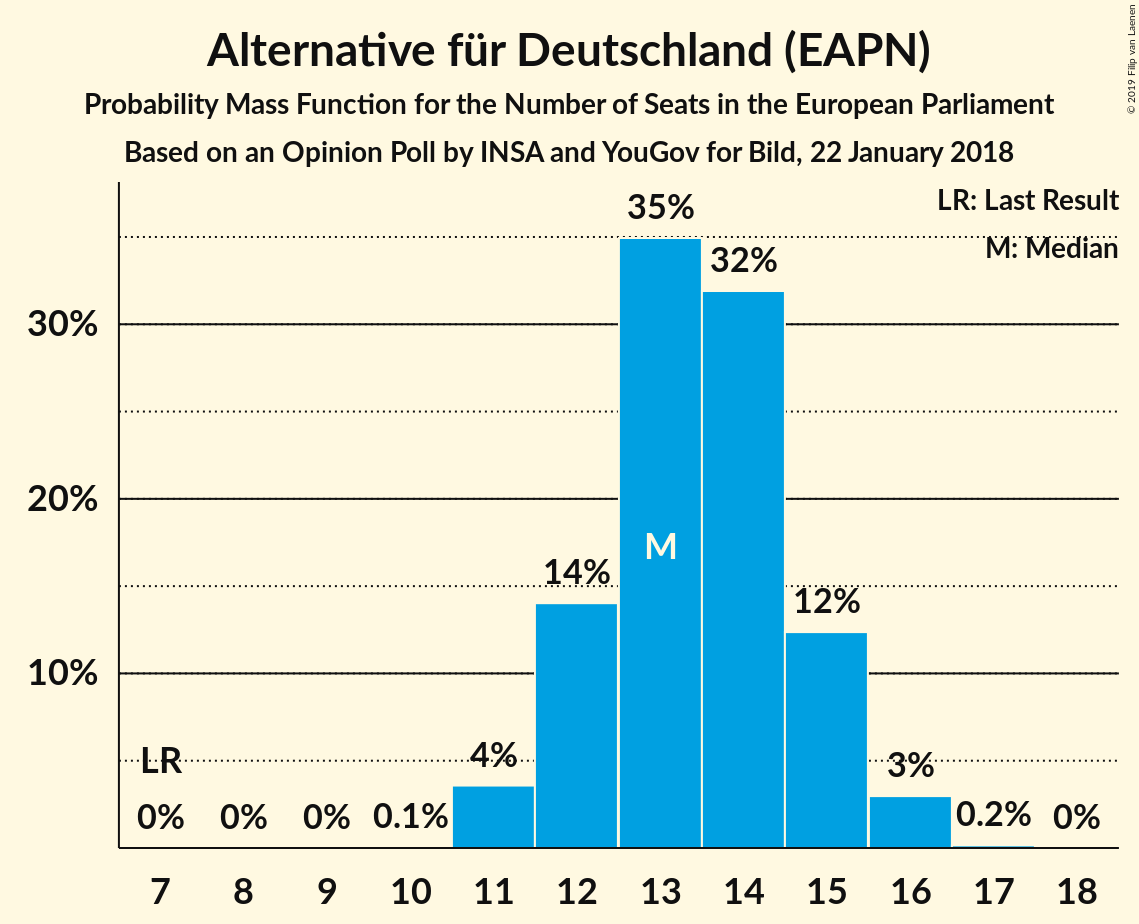 Alternative für Deutschland (EAPN)
Probability Mass Function for the Number of Seats in the European Parliament
Based on an Opinion Poll by INSA and YouGov for Bild, 22 January 2018
© 2019 Filip van Laenen
LR: Last Result
M: Median
35%
32%
30%
20%
M
14%
12%
10%
LR
4%
3%
0% 0% 0% 0.1% 0.2% 0%
7 8 9 10 11 12 13 14 15 16 17 18